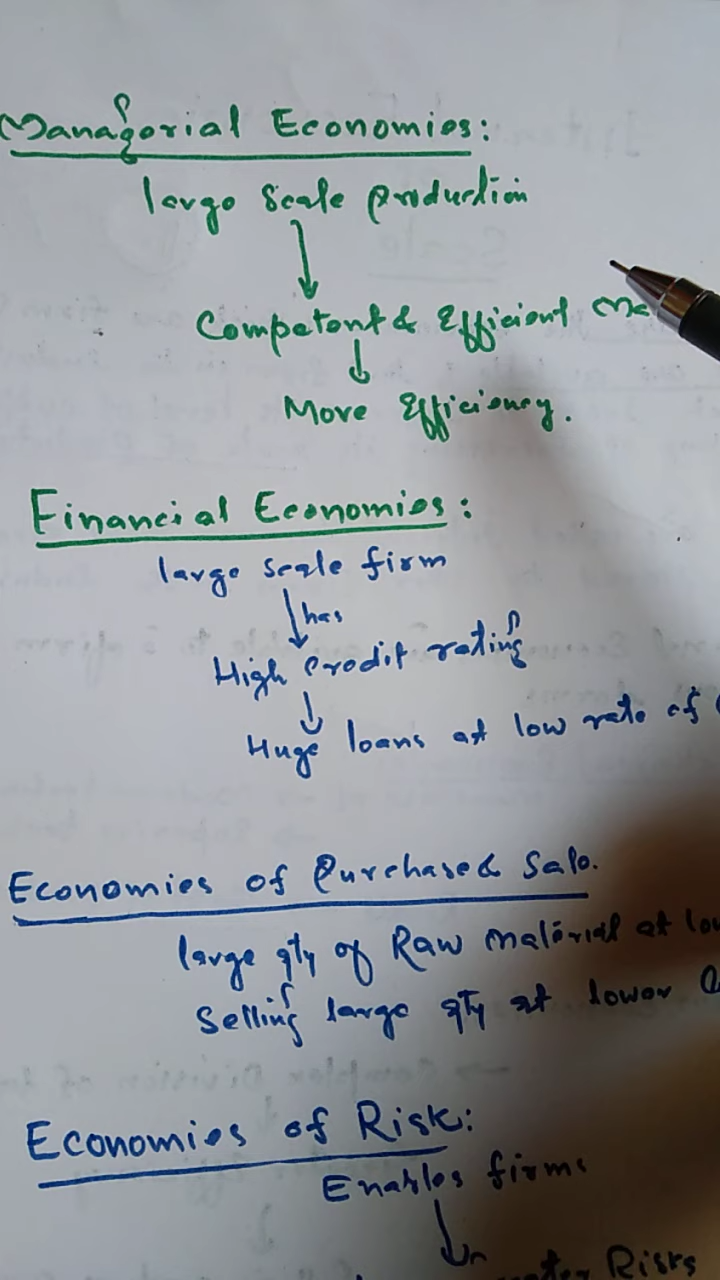 Managerial Economies:
large scale production
Competent & Efficient Ma
More Efficiency.
Financial Economies:
large scale firm
has
High credit rating
Huge loans at low rate of
Economies of Purchase & Sale.
large qty of Raw material at low
Selling large qty at lower
Economies of Risk:
Enables firms
Risks